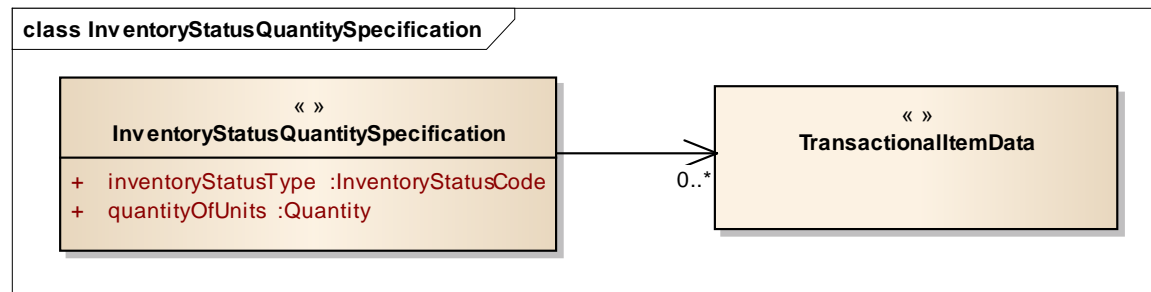 class InventoryStatusQuantitySpecification
« »
InventoryStatusQuantitySpecification
+ inventoryStatusType :InventoryStatusCode
+ quantityOfUnits :Quantity
« »
TransactionalItemData
0..*